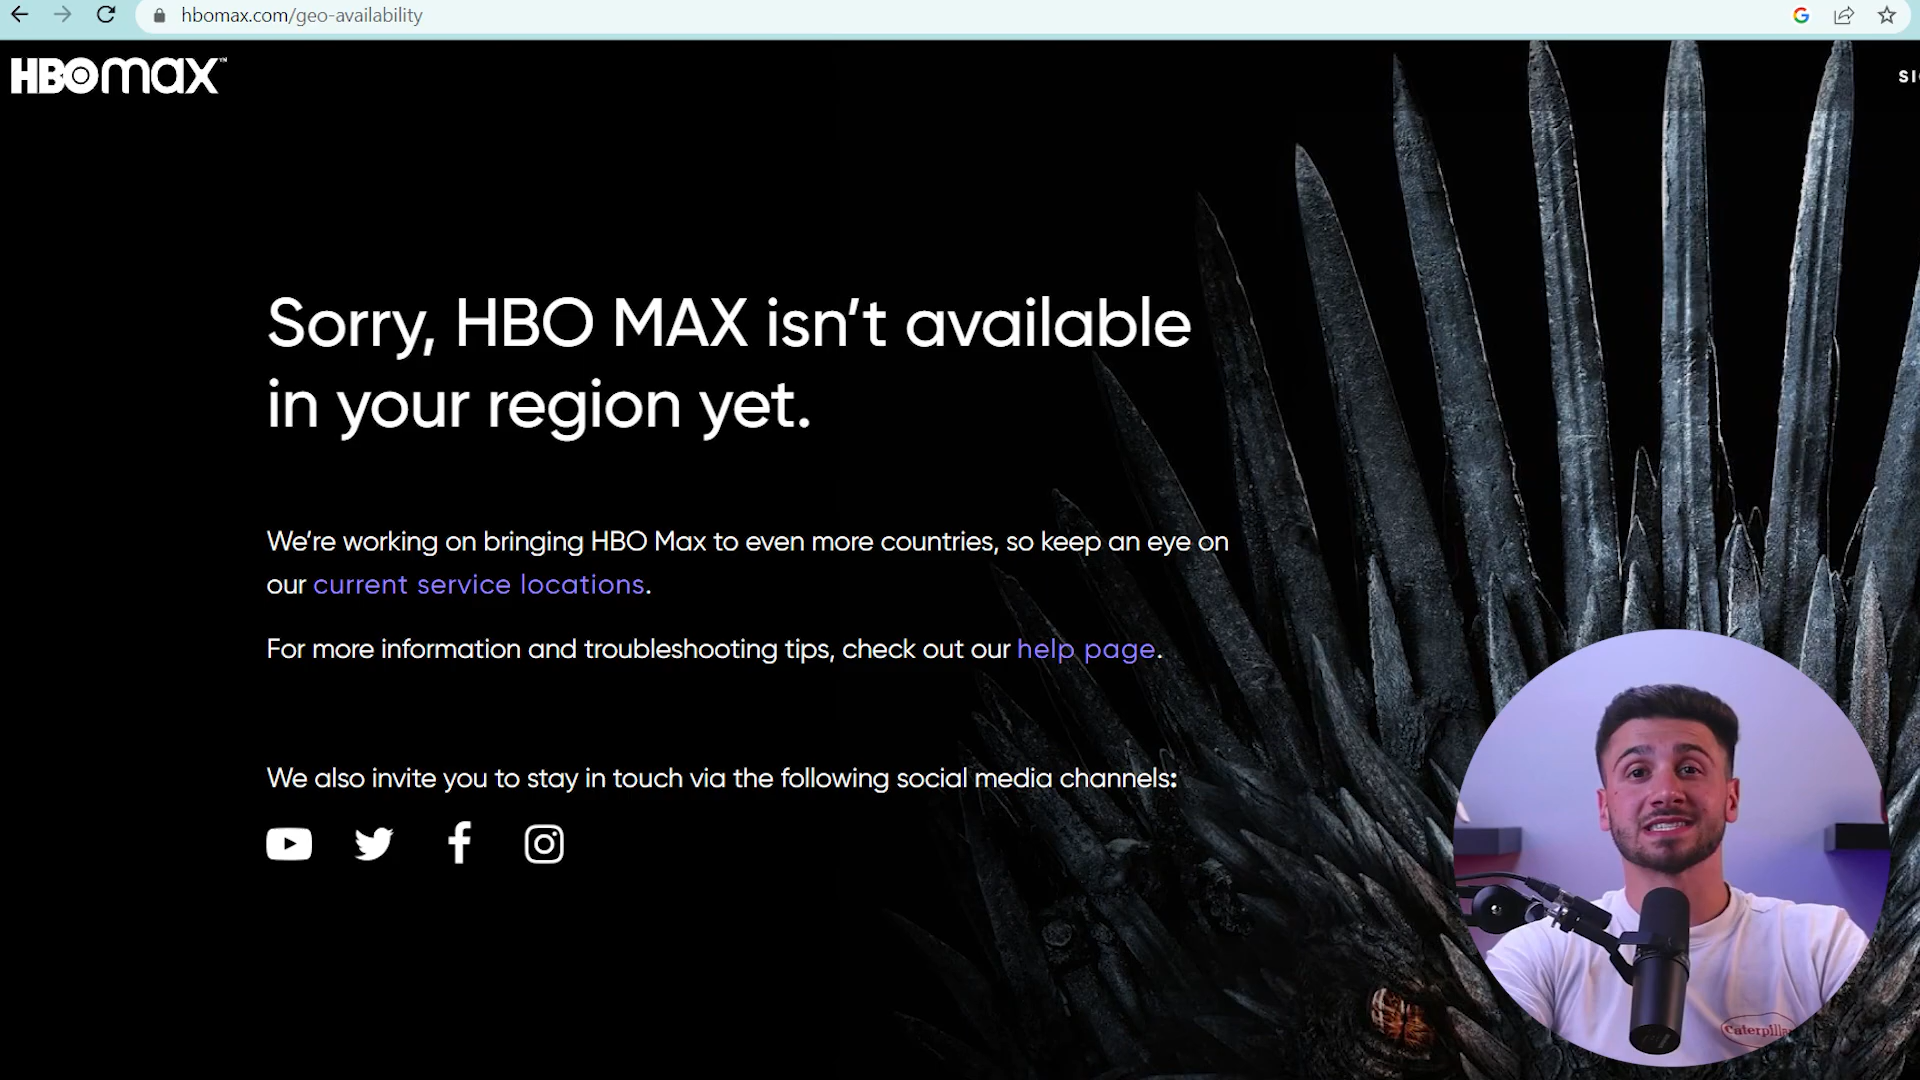 hbomax.com/geo-availability
HBOmax™
SI
Sorry, HBO MAX isn’t available
in your region yet.
We’re working on bringing HBO Max to even more countries, so keep an eye on
our current service locations.
For more information and troubleshooting tips, check out our help page.
We also invite you to stay in touch via the following social media channels:
Caterpillar